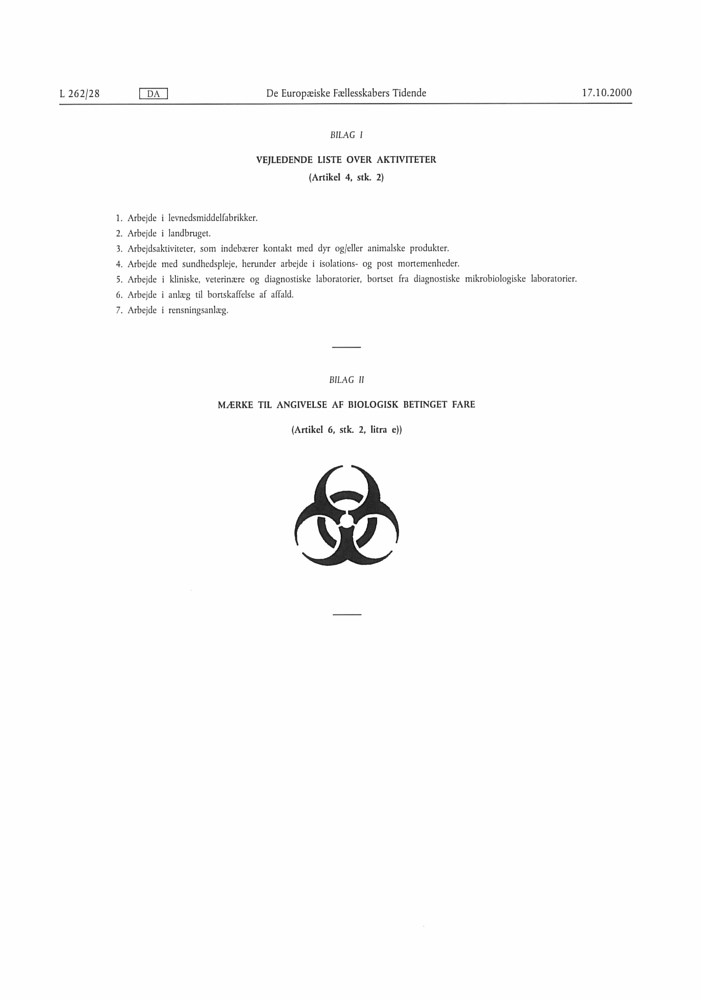 L 262/28 DA De Europæiske Fællesskabers Tidende 17.10.2000
BILAG I
VEJLEDENDE LISTE OVER AKTIVITETER
(Artikel 4, stk. 2)
1. Arbejde i levnedsmiddelfabrikker.
2. Arbejde i landbruget.
3. Arbejdsaktiviteter, som indebærer kontakt med dyr og/eller animalske produkter.
4. Arbejde med sundhedspleje, herunder arbejde i isolations- og post mortemenheder.
5. Arbejde i kliniske, veterinære og diagnostiske laboratorier, bortset fra diagnostiske mikrobiologiske laboratorier.
6. Arbejde i anlæg til bortskaffelse af affald.
7. Arbejde i rensningsanlæg.
BILAG II
MÆRKE TIL ANGIVELSE AF BIOLOGISK BETINGET FARE
(Artikel 6, stk. 2, litra e))